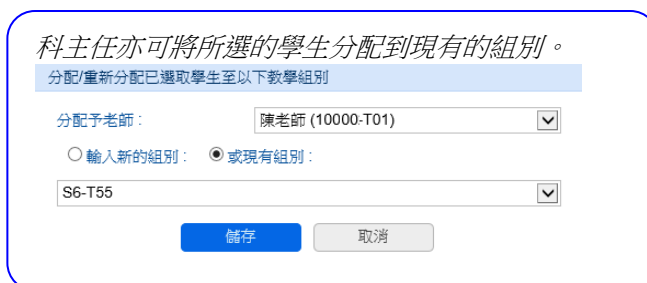 科主任亦可將所選的學生分配到現有的組別。
分配/重新分配已選取學生至以下教學組別
分配予老師 : 陳老師 (10000-T01)
輸入新的組別 : 或現有組別 :
S6-T55
儲存 取消